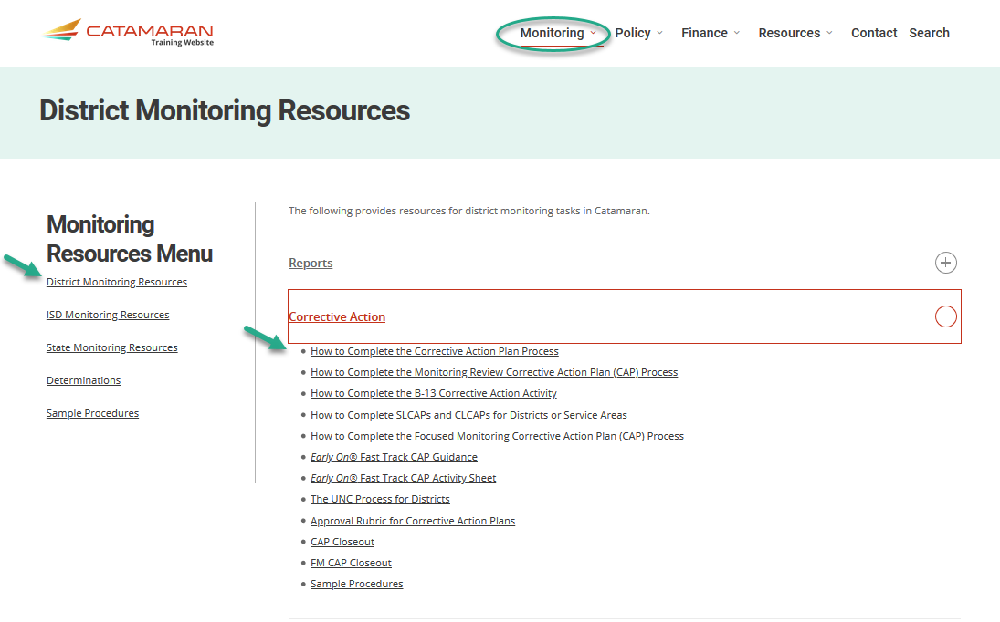 CATAMARAN
Training Website
Monitoring Policy Finance Resources Contact Search
District Monitoring Resources
Monitoring
Resources Menu
District Monitoring Resources
ISD Monitoring Resources
State Monitoring Resources
Determinations
Sample Procedures
The following provides resources for district monitoring tasks in Catamaran.
Reports
Corrective Action
How to Complete the Corrective Action Plan Process
How to Complete the Monitoring Review Corrective Action Plan (CAP) Process
How to Complete the B-13 Corrective Action Activity
How to Complete SLCAPs and CLCAPs for Districts or Service Areas
How to Complete the Focused Monitoring Corrective Action Plan (CAP) Process
Early On® Fast Track CAP Guidance
Early On® Fast Track CAP Activity Sheet
The UNC Process for Districts
Approval Rubric for Corrective Action Plans
CAP Closeout
FM CAP Closeout
Sample Procedures